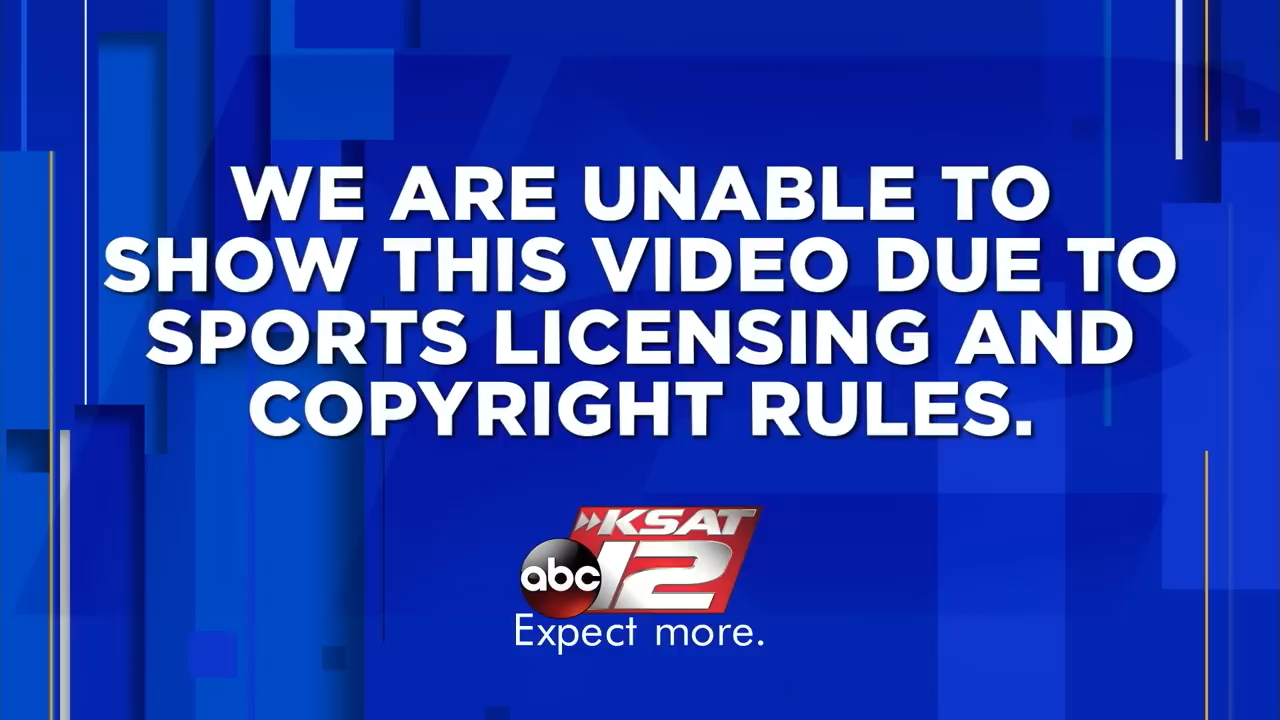 WE ARE UNABLE TO
SHOW THIS VIDEO DUE TO
SPORTS LICENSING AND
COPYRIGHT RULES.
KSAT
abc 12
Expect more.